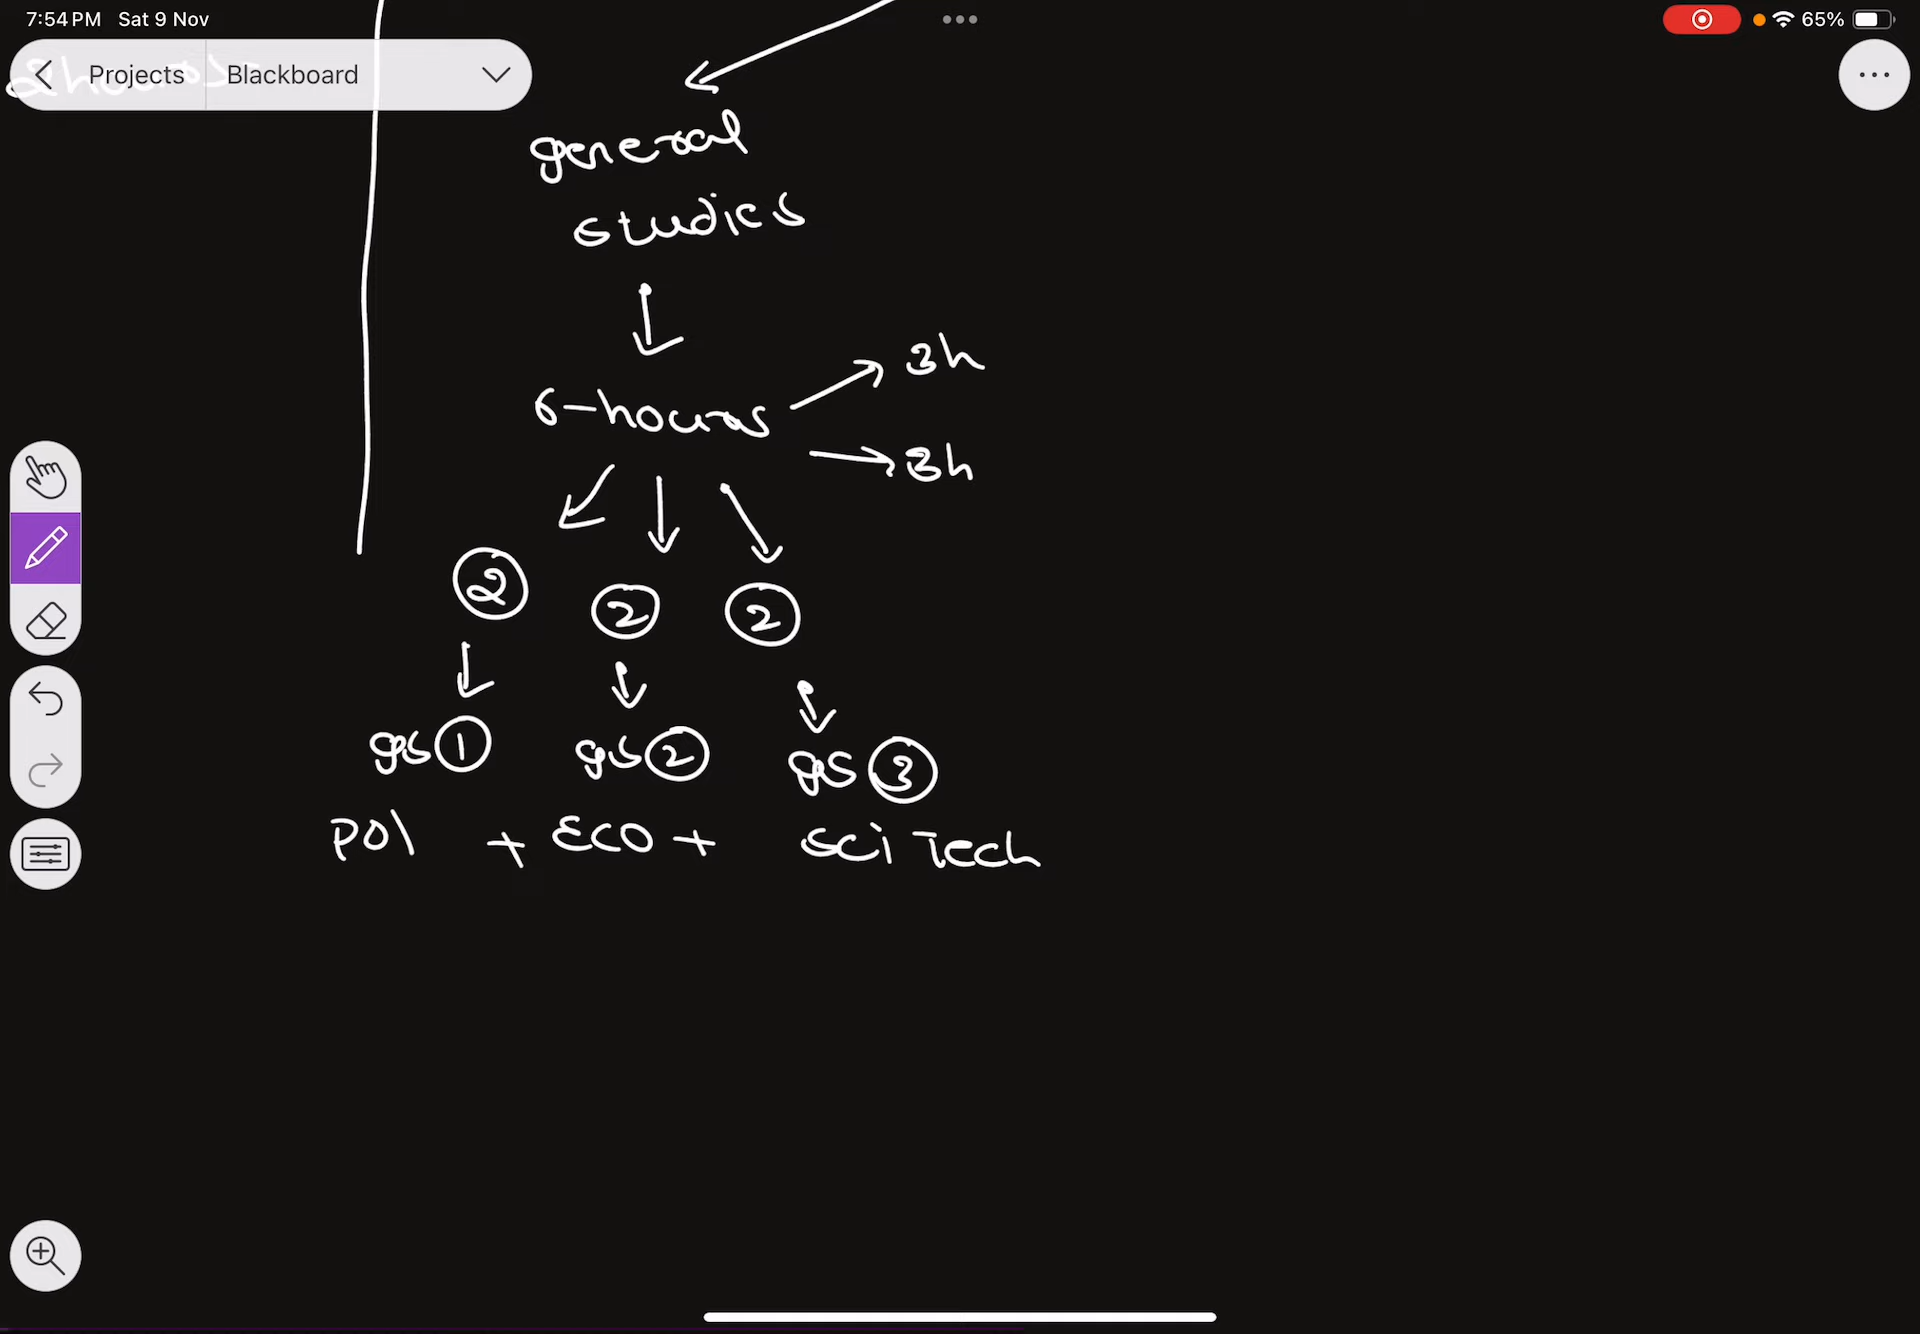 7:54 PM Sat 9 Nov
65%
Projects Blackboard
2hours
general
studies
3h
6-hours
3h
2 2 2
gs 1 gs 2 gs 3
POl + ECO + sci Tech